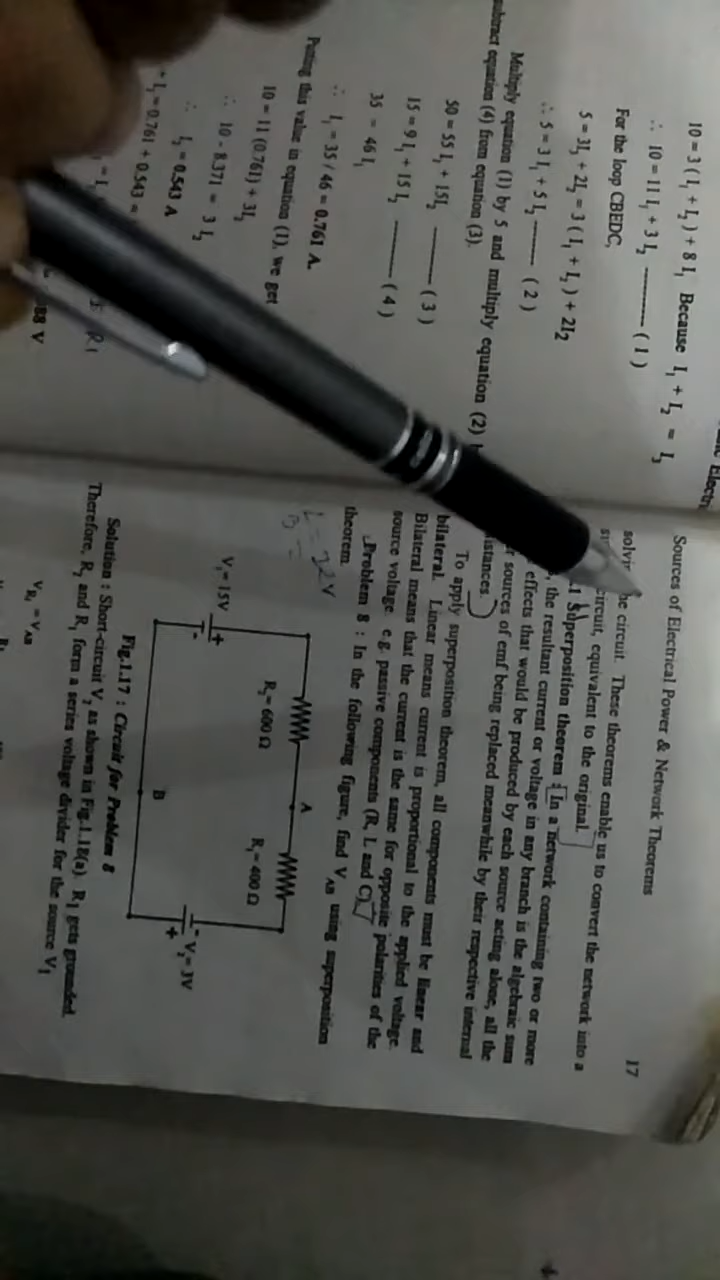 10 = 3 ( I₁ + I₂ ) + 8 I₁ Because I₁ + I₂ = I₃
∴ 10 = 11 I₁ + 3 I₂ ——— ( 1 )
For the loop CBEDC,
5 = 3I₃ + 2I₂ = 3 ( I₁ + I₂ ) + 2I₂
∴ 5 = 3 I₁ + 5 I₂ —— ( 2 )
Multiply equation (1) by 5 and multiply equation (2)
subtract equation (4) from equation (3).
50 = 55 I₁ + 15I₂ —— ( 3 )
15 = 9 I₁ + 15 I₂ —— ( 4 )
35 = 46 I₁
∴ I₁ = 35 / 46 = 0.761 A.
Putting this value in equation (1), we get
10 = 11 (0.761) + 3I₂
∴ 10 - 8.371 = 3 I₂
∴ I₂ = 0.543 A
= 0.761 + 0.543 =
88 V
Sources of Electrical Power & Network Theorems 17
circuit. These theorems enable us to convert the network into a
circuit, equivalent to the original.
Superposition theorem : In a network containing two or more
the resultant current or voltage in any branch is the algebraic sum
effects that would be produced by each source acting alone, all the
sources of emf being replaced meanwhile by their respective internal
To apply superposition theorem, all components must be linear and
bilateral. Linear means current is proportional to the applied voltage.
Bilateral means that the current is the same for opposite polarities of the
source voltage. e.g. passive components (R, L and C).
Problem 8 : In the following figure, find V_AB using superposition
theorem.
A
R₂ = 600 Ω R₁ = 400 Ω
V₁ = 15V + - - + V₂ = 3V
B
Fig.1.17 : Circuit for Problem 8
Solution : Short-circuit V₂ as shown in Fig.1.18(a). R₁ gets grounded.
Therefore, R₂ and R₁ form a series voltage divider for the source V₁
V_R₁ = V_AB